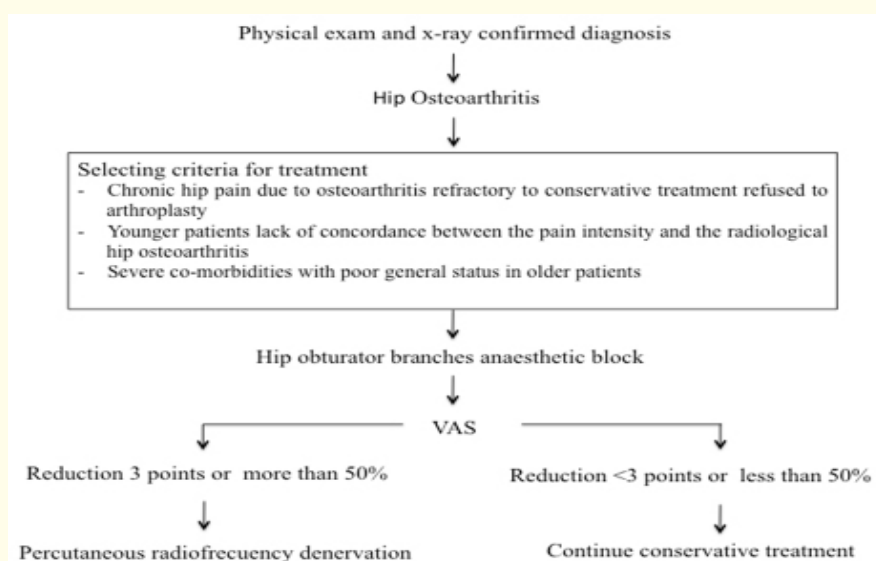 Physical exam and x-ray confirmed diagnosis
Hip Osteoarthritis
Selecting criteria for treatment
- Chronic hip pain due to osteoarthritis refractory to conservative treatment refused to
arthroplasty
- Younger patients lack of concordance between the pain intensity and the radiological
hip osteoarthritis
- Severe co-morbidities with poor general status in older patients
Hip obturator branches anaesthetic block
VAS
Reduction 3 points or more than 50%
Reduction <3 points or less than 50%
Percutaneous radiofrecuency denervation
Continue conservative treatment